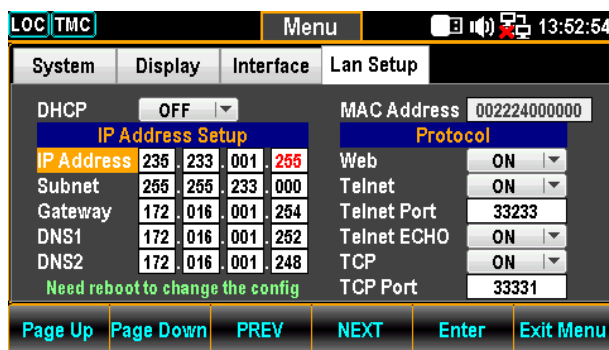 LOC TMC Menu 13:52:54
System Display Interface Lan Setup
DHCP OFF MAC Address 002224000000
IP Address Setup Protocol
IP Address 235 . 233 . 001 . 255 Web ON
Subnet 255 . 255 . 233 . 000 Telnet ON
Gateway 172 . 016 . 001 . 254 Telnet Port 33233
DNS1 172 . 016 . 001 . 252 Telnet ECHO ON
DNS2 172 . 016 . 001 . 248 TCP ON
Need reboot to change the config TCP Port 33331
Page Up Page Down PREV NEXT Enter Exit Menu